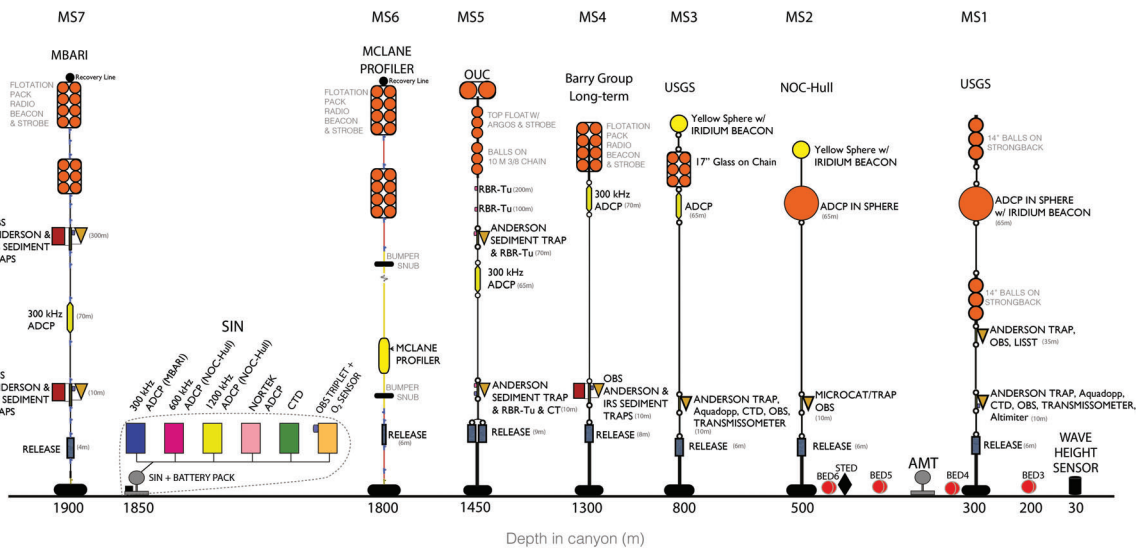 MS7
MS6
MS5
MS4
MS3
MS2
MS1
MBARI
Recovery Line
FLOTATION
PACK
RADIO
BEACON
& STROBE
NDERSON &
SEDIMENT
APS
(300m)
300 kHz
ADCP
(70m)
NDERSON &
SEDIMENT
APS
(10m)
(4m)
1900
SIN
300 kHz
ADCP (MBARI)
600 kHz
ADCP (NOC-Hull)
1200 kHz
ADCP (NOC-Hull)
NORTEK
ADCP
CTD
OBS TRIPLET +
O₂ SENSOR
SIN + BATTERY PACK
1850
MCLANE
PROFILER
Recovery Line
FLOTATION
PACK
RADIO
BEACON
& STROBE
BUMPER
SNUB
MCLANE
PROFILER
BUMPER
SNUB
RELEASE
(6m)
1800
OUC
TOP FLOAT W/
ARGOS & STROBE
BALLS ON
10 M 3/8 CHAIN
RBR-Tu (200m)
RBR-Tu (100m)
ANDERSON
SEDIMENT TRAP
& RBR-Tu (70m)
300 kHz
ADCP (65m)
ANDERSON
SEDIMENT TRAP
& RBR-Tu & CT (10m)
RELEASE (9m)
1450
Barry Group
Long-term
FLOTATION
PACK
RADIO
BEACON
& STROBE
300 kHz
ADCP (70m)
OBS
ANDERSON &
IRS SEDIMENT
TRAPS (10m)
RELEASE (8m)
1300
USGS
Yellow Sphere w/
IRIDIUM BEACON
17” Glass on Chain
ADCP
(65m)
ANDERSON TRAP,
Aquadopp, CTD, OBS,
TRANSMISSOMETER
(10m)
RELEASE (6m)
800
NOC-Hull
Yellow Sphere w/
IRIDIUM BEACON
ADCP IN SPHERE
(65m)
MICROCAT/TRAP
OBS
(10m)
RELEASE (6m)
500
BED6
STED
BED5
AMT
BED4
USGS
14” BALLS ON
STRONGBACK
ADCP IN SPHERE
w/ IRIDIUM BEACON
(65m)
14” BALLS ON
STRONGBACK
ANDERSON TRAP,
OBS, LISST (35m)
ANDERSON TRAP, Aquadopp,
CTD, OBS, TRANSMISSOMETER,
Altimiter (10m)
RELEASE (6m)
300
BED3
200
WAVE
HEIGHT
SENSOR
30
Depth in canyon (m)